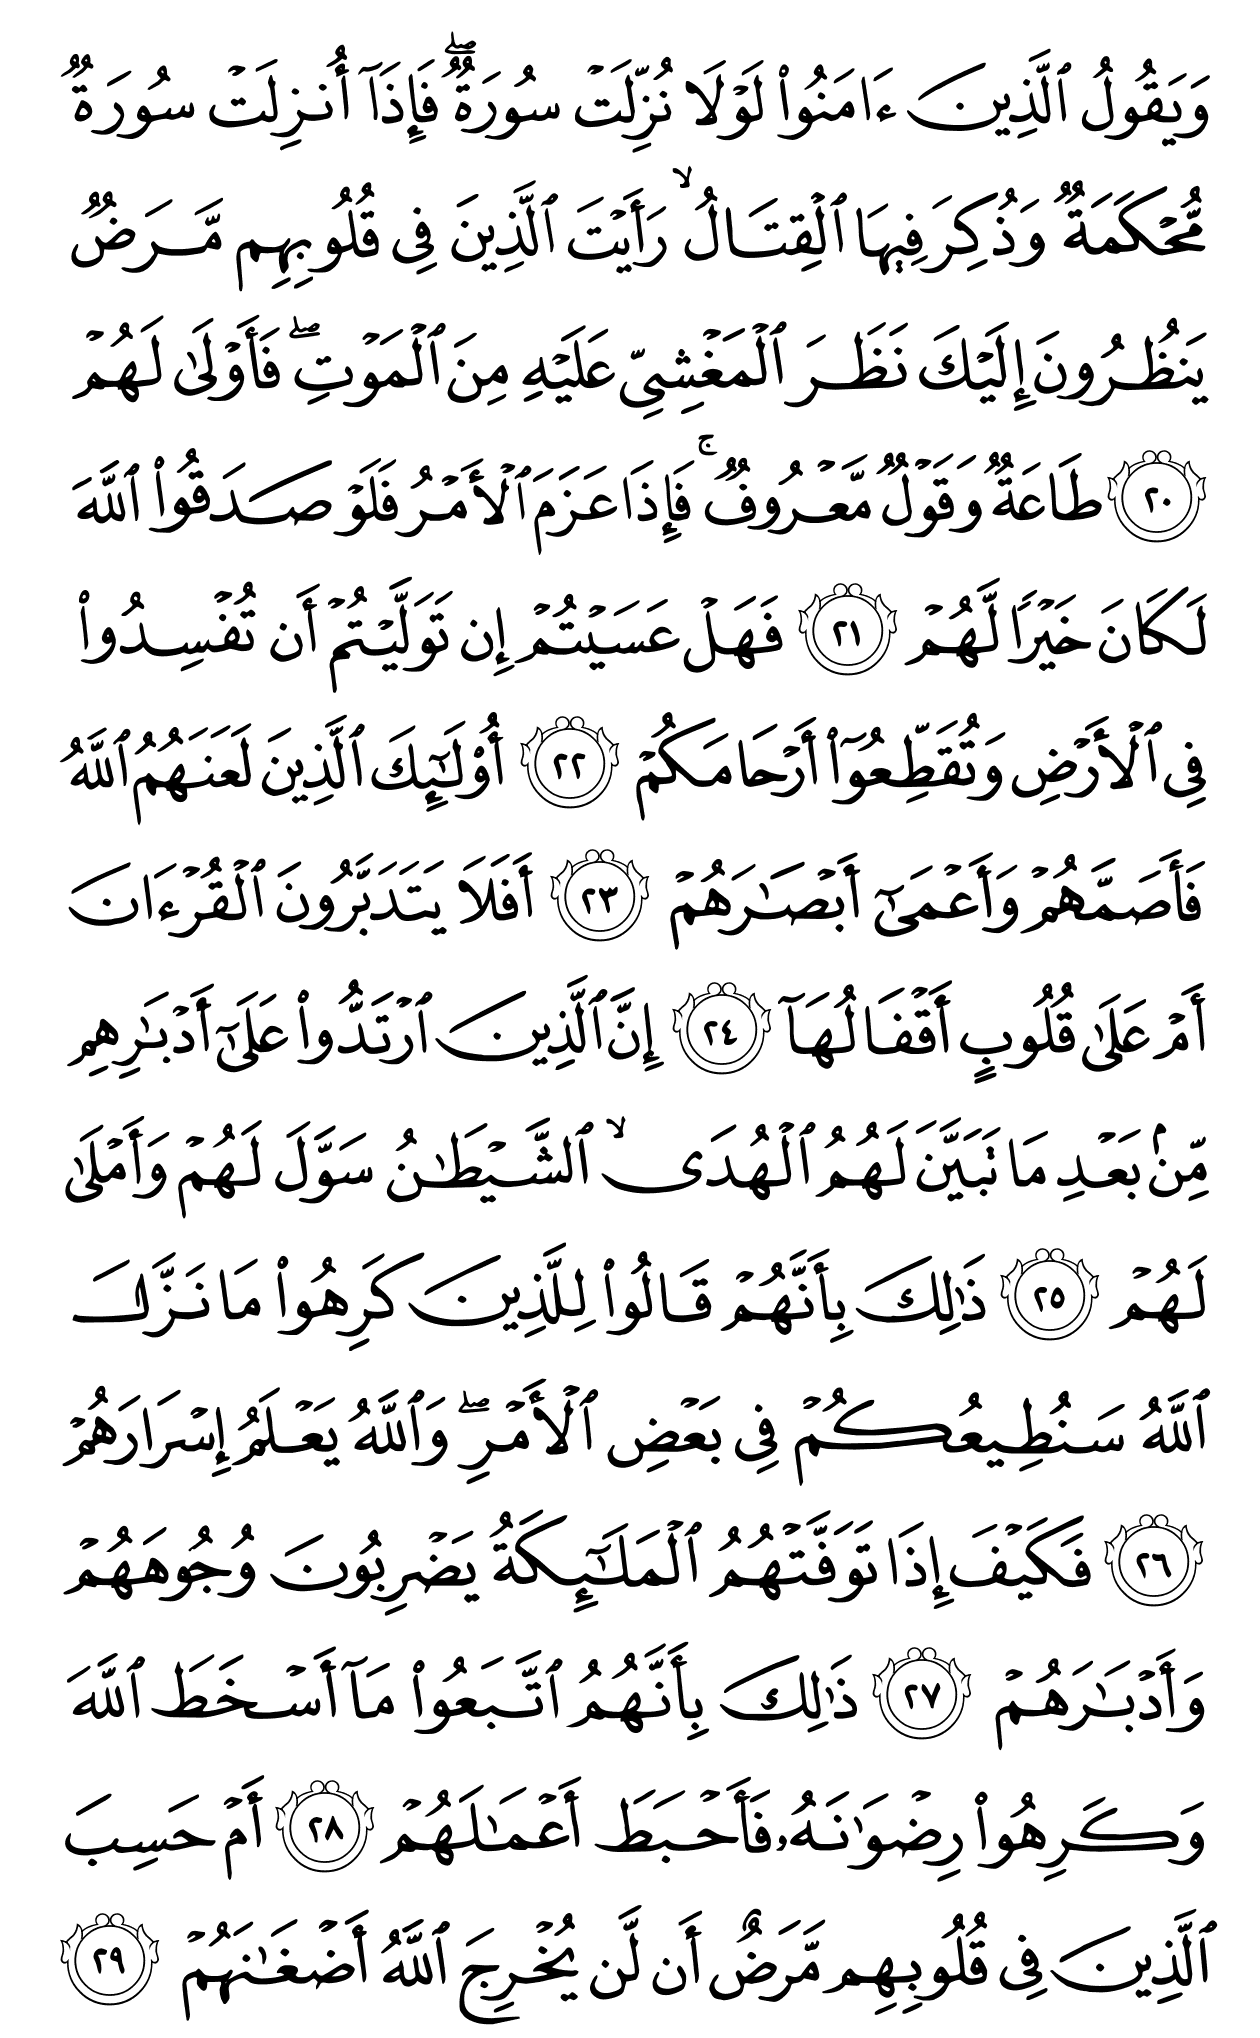 وَيَقُولُ ٱلَّذِينَ ءَامَنُوا۟ لَوْلَا نُزِّلَتْ سُورَةٌ ۖ فَإِذَآ أُنزِلَتْ سُورَةٌ
مُّحْكَمَةٌ وَذُكِرَ فِيهَا ٱلْقِتَالُ ۙ رَأَيْتَ ٱلَّذِينَ فِى قُلُوبِهِم مَّرَضٌ
يَنظُرُونَ إِلَيْكَ نَظَرَ ٱلْمَغْشِىِّ عَلَيْهِ مِنَ ٱلْمَوْتِ ۖ فَأَوْلَىٰ لَهُمْ
٢٠ طَاعَةٌ وَقَوْلٌ مَّعْرُوفٌ ۚ فَإِذَا عَزَمَ ٱلْأَمْرُ فَلَوْ صَدَقُوا۟ ٱللَّهَ
لَكَانَ خَيْرًا لَّهُمْ ٢١ فَهَلْ عَسَيْتُمْ إِن تَوَلَّيْتُمْ أَن تُفْسِدُوا۟
فِى ٱلْأَرْضِ وَتُقَطِّعُوٓا۟ أَرْحَامَكُمْ ٢٢ أُو۟لَـٰٓئِكَ ٱلَّذِينَ لَعَنَهُمُ ٱللَّهُ
فَأَصَمَّهُمْ وَأَعْمَىٰٓ أَبْصَـٰرَهُمْ ٢٣ أَفَلَا يَتَدَبَّرُونَ ٱلْقُرْءَانَ
أَمْ عَلَىٰ قُلُوبٍ أَقْفَالُهَآ ٢٤ إِنَّ ٱلَّذِينَ ٱرْتَدُّوا۟ عَلَىٰٓ أَدْبَـٰرِهِم
مِّنۢ بَعْدِ مَا تَبَيَّنَ لَهُمُ ٱلْهُدَى ۙ ٱلشَّيْطَـٰنُ سَوَّلَ لَهُمْ وَأَمْلَىٰ
لَهُمْ ٢٥ ذَٰلِكَ بِأَنَّهُمْ قَالُوا۟ لِلَّذِينَ كَرِهُوا۟ مَا نَزَّلَ
ٱللَّهُ سَنُطِيعُكُمْ فِى بَعْضِ ٱلْأَمْرِ ۖ وَٱللَّهُ يَعْلَمُ إِسْرَارَهُمْ
٢٦ فَكَيْفَ إِذَا تَوَفَّتْهُمُ ٱلْمَلَـٰٓئِكَةُ يَضْرِبُونَ وُجُوهَهُمْ
وَأَدْبَـٰرَهُمْ ٢٧ ذَٰلِكَ بِأَنَّهُمُ ٱتَّبَعُوا۟ مَآ أَسْخَطَ ٱللَّهَ
وَكَرِهُوا۟ رِضْوَٰنَهُۥ فَأَحْبَطَ أَعْمَـٰلَهُمْ ٢٨ أَمْ حَسِبَ
ٱلَّذِينَ فِى قُلُوبِهِم مَّرَضٌ أَن لَّن يُخْرِجَ ٱللَّهُ أَضْغَـٰنَهُمْ ٢٩